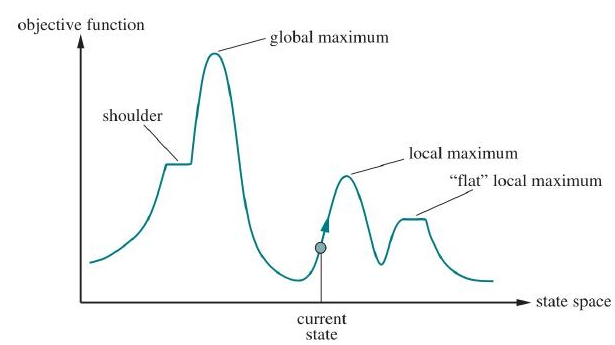 objective function
global maximum
shoulder
local maximum
“flat” local maximum
state space
current
state